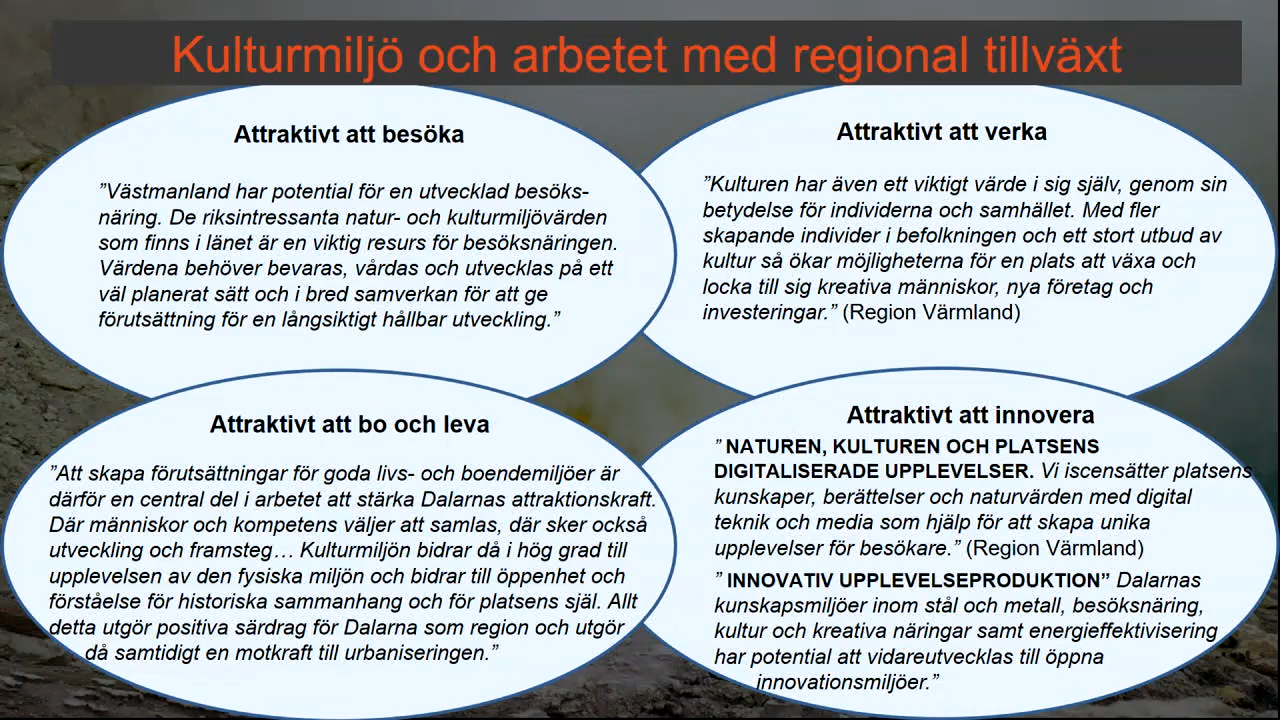 Kulturmiljö och arbetet med regional tillväxt
Attraktivt att besöka
”Västmanland har potential för en utvecklad besöks-
näring. De riksintressanta natur- och kulturmiljövärden
som finns i länet är en viktig resurs för besöksnäringen.
Värdena behöver bevaras, vårdas och utvecklas på ett
väl planerat sätt och i bred samverkan för att ge
förutsättning för en långsiktigt hållbar utveckling.”
Attraktivt att verka
”Kulturen har även ett viktigt värde i sig själv, genom sin
betydelse för individerna och samhället. Med fler
skapande individer i befolkningen och ett stort utbud av
kultur så ökar möjligheterna för en plats att växa och
locka till sig kreativa människor, nya företag och
investeringar.” (Region Värmland)
Attraktivt att bo och leva
”Att skapa förutsättningar för goda livs- och boendemiljöer är
därför en central del i arbetet att stärka Dalarnas attraktionskraft.
Där människor och kompetens väljer att samlas, där sker också
utveckling och framsteg… Kulturmiljön bidrar då i hög grad till
upplevelsen av den fysiska miljön och bidrar till öppenhet och
förståelse för historiska sammanhang och för platsens själ. Allt
detta utgör positiva särdrag för Dalarna som region och utgör
då samtidigt en motkraft till urbaniseringen.”
Attraktivt att innovera
” NATUREN, KULTUREN OCH PLATSENS
DIGITALISERADE UPPLEVELSER. Vi iscensätter platsens
kunskaper, berättelser och naturvärden med digital
teknik och media som hjälp för att skapa unika
upplevelser för besökare.” (Region Värmland)
” INNOVATIV UPPLEVELSEPRODUKTION” Dalarnas
kunskapsmiljöer inom stål och metall, besöksnäring,
kultur och kreativa näringar samt energieffektivisering
har potential att vidareutvecklas till öppna
innovationsmiljöer.”